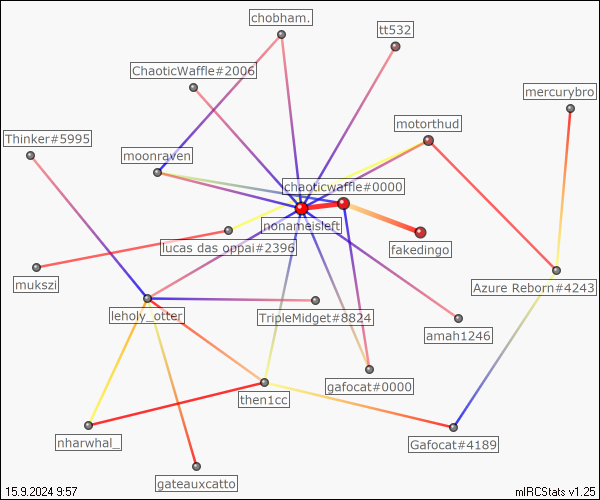 chobham.
tt532
ChaoticWaffle#2006
mercurybro
motorthud
Thinker#5995
moonraven
chaoticwaffle#0000
nonameisleft
lucas das oppai#2396
fakedingo
mukszi
Azure Reborn#4243
leholy_otter
TripleMidget#8824
amah1246
gafocat#0000
then1cc
nharwhal_
Gafocat#4189
gateauxcatto
15.9.2024 9:57
mIRCStats v1.25